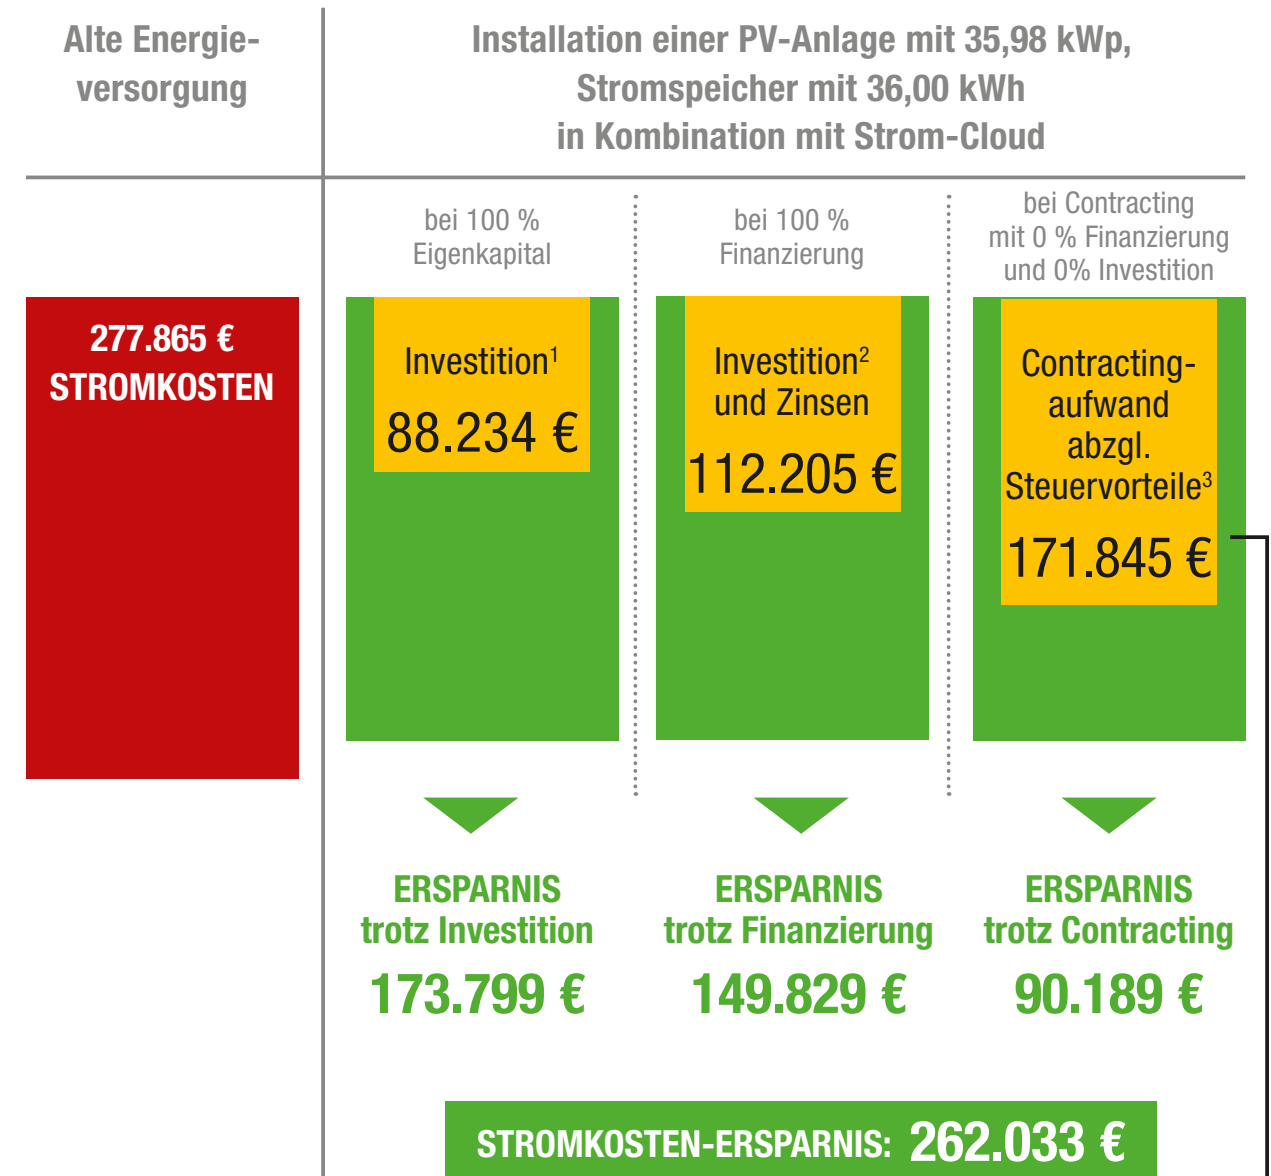 Alte Energie-
versorgung
Installation einer PV-Anlage mit 35,98 kWp,
Stromspeicher mit 36,00 kWh
in Kombination mit Strom-Cloud
277.865 €
STROMKOSTEN
bei 100 %
Eigenkapital
Investition¹
88.234 €
ERSPARNIS
trotz Investition
173.799 €
bei 100 %
Finanzierung
Investition²
und Zinsen
112.205 €
ERSPARNIS
trotz Finanzierung
149.829 €
bei Contracting
mit 0 % Finanzierung
und 0% Investition
Contracting-
aufwand
abzgl.
Steuervorteile³
171.845 €
ERSPARNIS
trotz Contracting
90.189 €
STROMKOSTEN-ERSPARNIS: 262.033 €